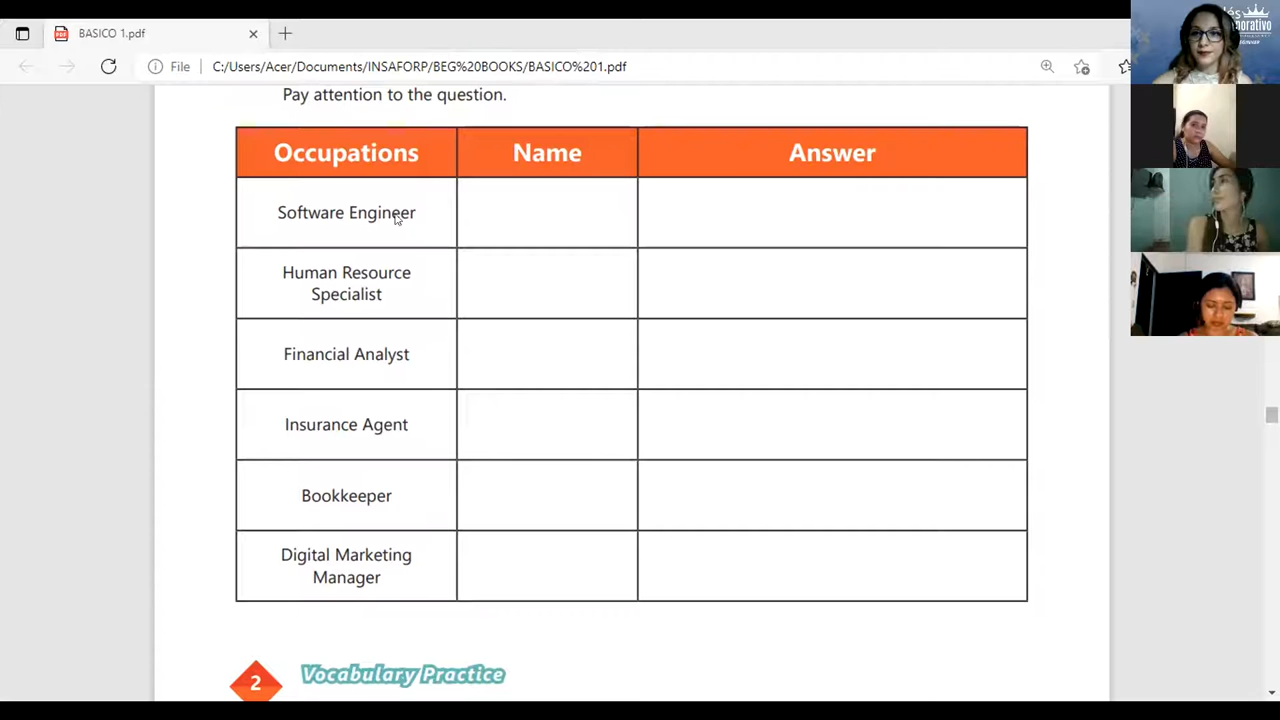 BASICO 1.pdf
File
C:/Users/Acer/Documents/INSAFORP/BEG%20BOOKS/BASICO%201.pdf
Pay attention to the question.
Occupations Name Answer
Software Engineer
Human Resource
Specialist
Financial Analyst
Insurance Agent
Bookkeeper
Digital Marketing
Manager
2 Vocabulary Practice